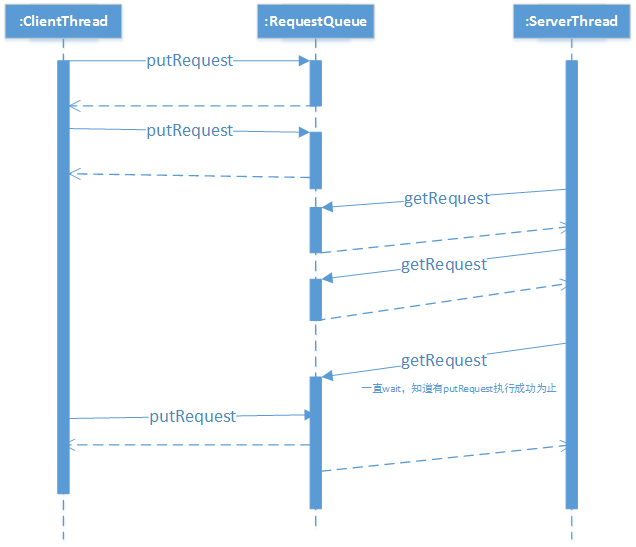 :ClientThread
:RequestQueue
:ServerThread
putRequest
putRequest
getRequest
getRequest
getRequest
一直wait，知道有putRequest执行成功为止
putRequest